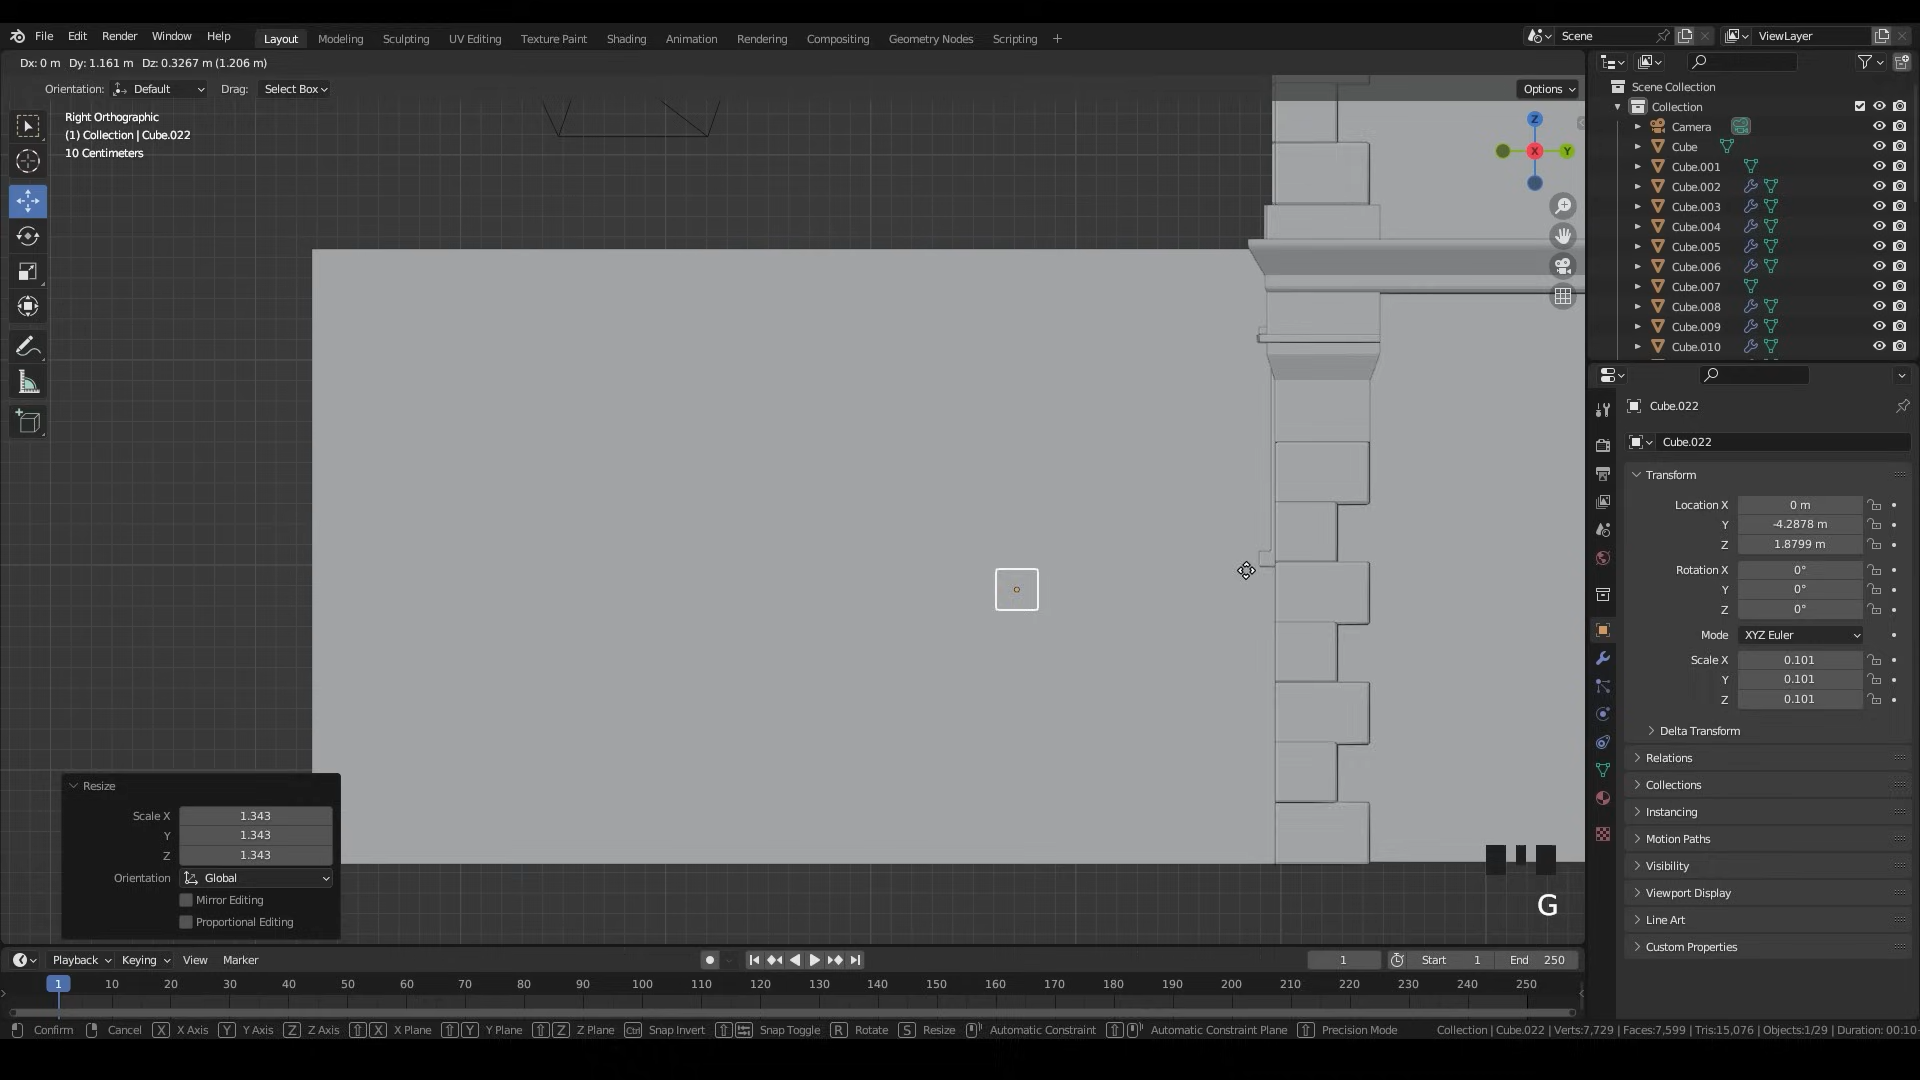 File Edit Render Window Help Layout Modeling Sculpting UV Editing Texture Paint Shading Animation Rendering Compositing Geometry Nodes Scripting + Scene ViewLayer
Dx: 0 m Dy: 1.161 m Dz: 0.3267 m (1.206 m)
Orientation: Default Drag: Select Box Options
Right Orthographic
(1) Collection | Cube.022
10 Centimeters
Z
X
Y
Scene Collection
Collection
Camera
Cube
Cube.001
Cube.002
Cube.003
Cube.004
Cube.005
Cube.006
Cube.007
Cube.008
Cube.009
Cube.010
Cube.022
Cube.022
Transform
Location X 0 m
Y -4.2878 m
Z 1.8799 m
Rotation X 0°
Y 0°
Z 0°
Mode XYZ Euler
Scale X 0.101
Y 0.101
Z 0.101
Delta Transform
Relations
Collections
Instancing
Motion Paths
Visibility
Viewport Display
Line Art
Custom Properties
Resize
Scale X 1.343
Y 1.343
Z 1.343
Orientation Global
Mirror Editing
Proportional Editing
G
Playback Keying View Marker 1 Start 1 End 250
1 10 20 30 40 50 60 70 80 90 100 110 120 130 140 150 160 170 180 190 200 210 220 230 240 250
Confirm Cancel X X Axis Y Y Axis Z Z Axis X X Plane Y Y Plane Z Z Plane Ctrl Snap Invert Snap Toggle R Rotate S Resize Automatic Constraint Automatic Constraint Plane Precision Mode Collection | Cube.022 | Verts:7,729 | Faces:7,599 | Tris:15,076 | Objects:1/29 | Duration: 00:10